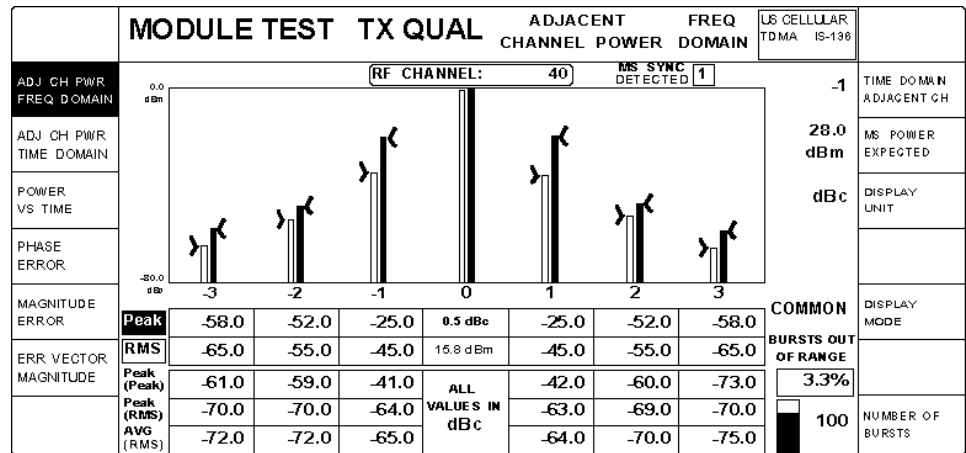 MODULE TEST TX QUAL ADJACENT CHANNEL POWER FREQ DOMAIN
US CELLULAR
TDMA IS-136
ADJ CH PWR
FREQ DOMAIN
ADJ CH PWR
TIME DOMAIN
POWER
VS TIME
PHASE
ERROR
MAGNITUDE
ERROR
ERR VECTOR
MAGNITUDE
RF CHANNEL: 40
MS SYNC
DETECTED 1
0.0
dBm
-80.0
dBc
-3 -2 -1 0 1 2 3
Peak -58.0 -52.0 -25.0 0.5 dBc -25.0 -52.0 -58.0
RMS -65.0 -55.0 -45.0 15.8 dBm -45.0 -55.0 -65.0
Peak (Peak) -61.0 -59.0 -41.0 ALL VALUES IN dBc -42.0 -60.0 -73.0
Peak (RMS) -70.0 -70.0 -64.0 -63.0 -69.0 -70.0
AVG (RMS) -72.0 -72.0 -65.0 -64.0 -70.0 -75.0
-1
28.0
dBm
dBc
COMMON
BURSTS OUT
OF RANGE
3.3%
100
TIME DOMAIN
ADJACENT CH
MS POWER
EXPECTED
DISPLAY
UNIT
DISPLAY
MODE
NUMBER OF
BURSTS